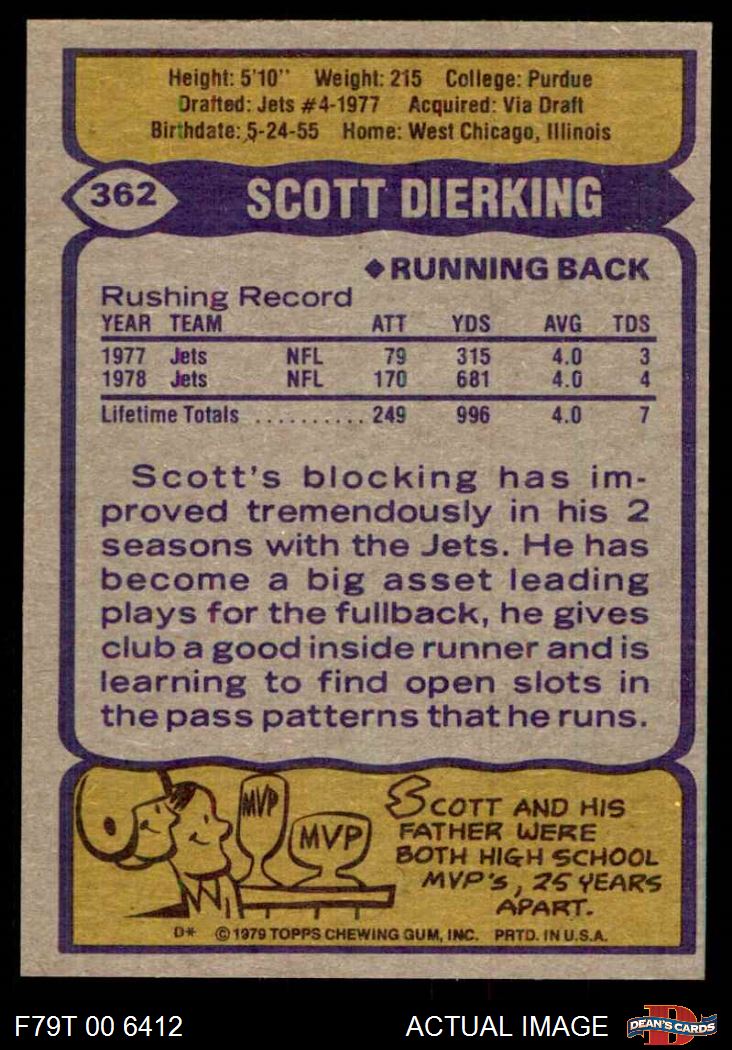 Height: 5'10" Weight: 215 College: Purdue
Drafted: Jets #4-1977 Acquired: Via Draft
Birthdate: 5-24-55 Home: West Chicago, Illinois
362 SCOTT DIERKING
◆RUNNING BACK
Rushing Record
YEAR TEAM ATT YDS AVG TDS
1977 Jets NFL 79 315 4.0 3
1978 Jets NFL 170 681 4.0 4
Lifetime Totals .......... 249 996 4.0 7
Scott's blocking has im-
proved tremendously in his 2
seasons with the Jets. He has
become a big asset leading
plays for the fullback, he gives
club a good inside runner and is
learning to find open slots in
the pass patterns that he runs.
MVP
MVP
SCOTT AND HIS
FATHER WERE
BOTH HIGH SCHOOL
MVP'S, 25 YEARS
APART.
D* © 1979 TOPPS CHEWING GUM, INC. PRTD. IN U.S.A.
F79T 00 6412 ACTUAL IMAGE
D
DEAN'S CARDS